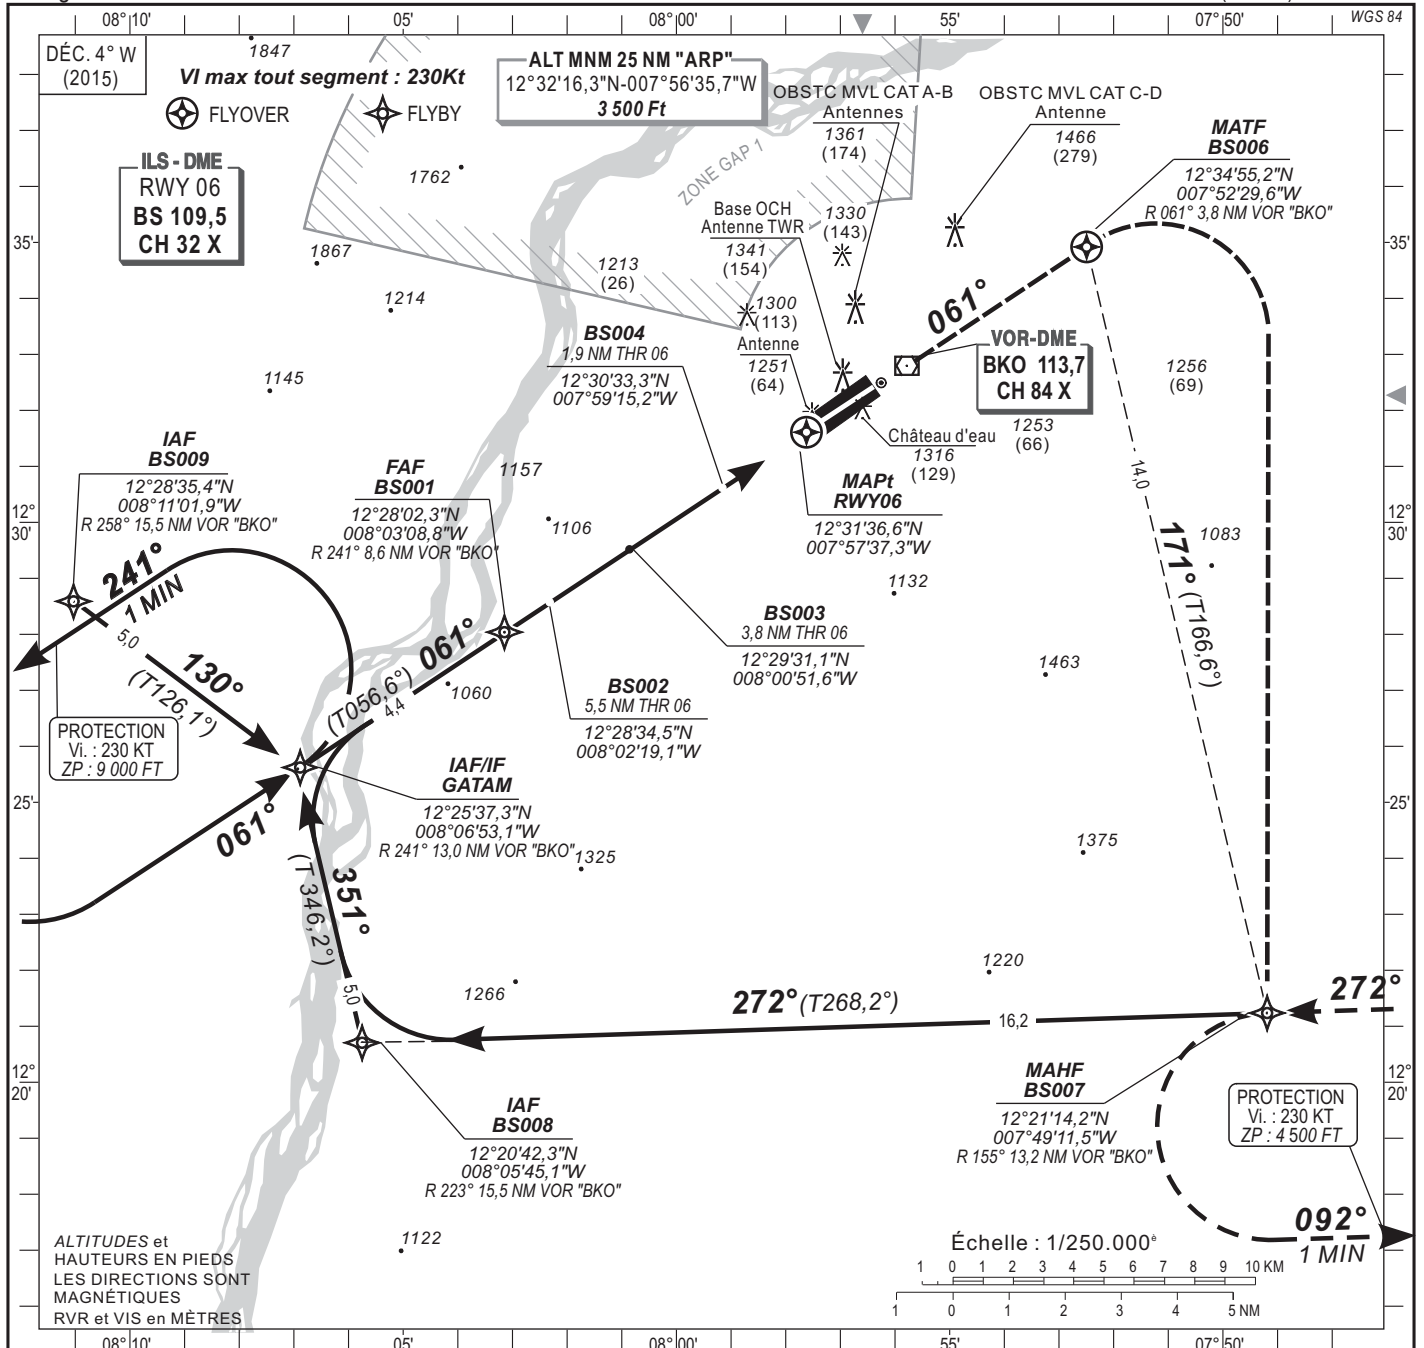 08°10'
05'
08°00'
55'
07°50'
WGS 84
DÉC. 4° W
(2015)
1847
VI max tout segment : 230Kt
FLYOVER
FLYBY
ALT MNM 25 NM "ARP"
12°32'16,3"N-007°56'35,7"W
3 500 Ft
OBSTC MVL CAT A-B
Antennes
1361
(174)
OBSTC MVL CAT C-D
Antenne
1466
(279)
MATF
BS006
12°34'55,2"N
007°52'29,6"W
R 061° 3,8 NM VOR "BKO"
ILS - DME
RWY 06
BS 109,5
CH 32 X
1762
ZONE GAP 1
Base OCH
Antenne TWR
1341
(154)
1330
(143)
35'
35'
1867
1213
(26)
1214
1300
(113)
061°
BS004
1,9 NM THR 06
12°30'33,3"N
007°59'15,2"W
Antenne
1251
(64)
VOR-DME
BKO 113,7
CH 84 X
1256
(69)
1145
1253
(66)
Château d'eau
1316
(129)
IAF
BS009
12°28'35,4"N
008°11'01,9"W
R 258° 15,5 NM VOR "BKO"
FAF
BS001
12°28'02,3"N
008°03'08,8"W
R 241° 8,6 NM VOR "BKO"
1157
1106
MAPt
RWY06
12°31'36,6"N
007°57'37,3"W
14,0
12°
30'
12°
30'
171° (T166,6°)
1083
241°
1 MIN
5,0
130°
(T126,1°)
1132
BS003
3,8 NM THR 06
12°29'31,1"N
008°00'51,6"W
061°
(T056,6°)
4,4
1060
1463
BS002
5,5 NM THR 06
12°28'34,5"N
008°02'19,1"W
PROTECTION
Vi. : 230 KT
ZP : 9 000 FT
IAF/IF
GATAM
12°25'37,3"N
008°06'53,1"W
R 241° 13,0 NM VOR "BKO"
25'
25'
061°
1325
1375
351°
(T 346,2°)
5,0
1266
1220
272° (T268,2°)
16,2
272°
12°
20'
12°
20'
IAF
BS008
12°20'42,3"N
008°05'45,1"W
R 223° 15,5 NM VOR "BKO"
MAHF
BS007
12°21'14,2"N
007°49'11,5"W
R 155° 13,2 NM VOR "BKO"
PROTECTION
Vi. : 230 KT
ZP : 4 500 FT
092°
1 MIN
1122
ALTITUDES et
HAUTEURS EN PIEDS
LES DIRECTIONS SONT
MAGNÉTIQUES
RVR et VIS en MÈTRES
Échelle : 1/250.000è
1 0 1 2 3 4 5 6 7 8 9 10 KM
1 0 1 2 3 4 5 NM
08°10'
05'
08°00'
55'
07°50'